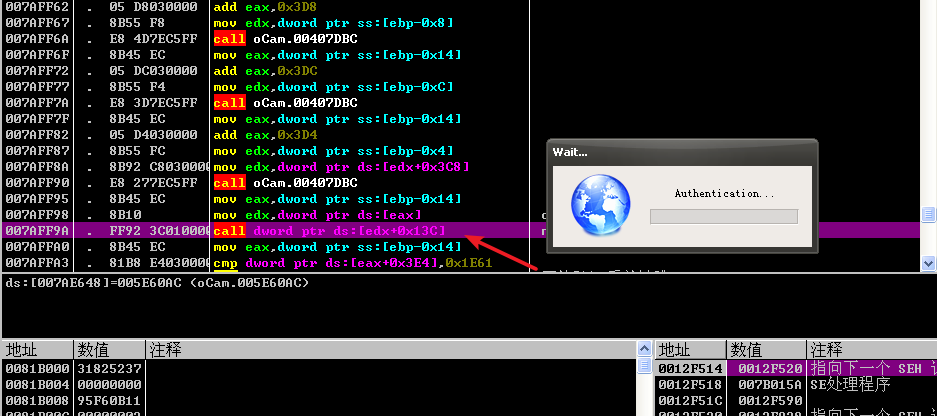 007AFF62 . 05 D8030000 add eax,0x3D8
007AFF67 . 8B55 F8 mov edx,dword ptr ss:[ebp-0x8]
007AFF6A . E8 4D7EC5FF call oCam.00407DBC
007AFF6F . 8B45 EC mov eax,dword ptr ss:[ebp-0x14]
007AFF72 . 05 DC030000 add eax,0x3DC
007AFF77 . 8B55 F4 mov edx,dword ptr ss:[ebp-0xC]
007AFF7A . E8 3D7EC5FF call oCam.00407DBC
007AFF7F . 8B45 EC mov eax,dword ptr ss:[ebp-0x14]
007AFF82 . 05 D4030000 add eax,0x3D4
007AFF87 . 8B55 FC mov edx,dword ptr ss:[ebp-0x4]
007AFF8A . 8B92 C8030000 mov edx,dword ptr ds:[edx+0x3C8]
007AFF90 . E8 277EC5FF call oCam.00407DBC
007AFF95 . 8B45 EC mov eax,dword ptr ss:[ebp-0x14]
007AFF98 . 8B10 mov edx,dword ptr ds:[eax]
007AFF9A . FF92 3C010000 call dword ptr ds:[edx+0x13C]
007AFFA0 . 8B45 EC mov eax,dword ptr ss:[ebp-0x14]
007AFFA3 . 81B8 E4030000 cmp dword ptr ds:[eax+0x3E4],0x1E61
Wait...
Authentication...
ds:[007AE648]=005E60AC (oCam.005E60AC)
地址 数值 注释
0081B000 31825237
0081B004 00000000
0081B008 95F60B11
地址 数值 注释
0012F514 0012F520 指向下一个 SEH
0012F518 007B015A SE处理程序
0012F51C 0012F590